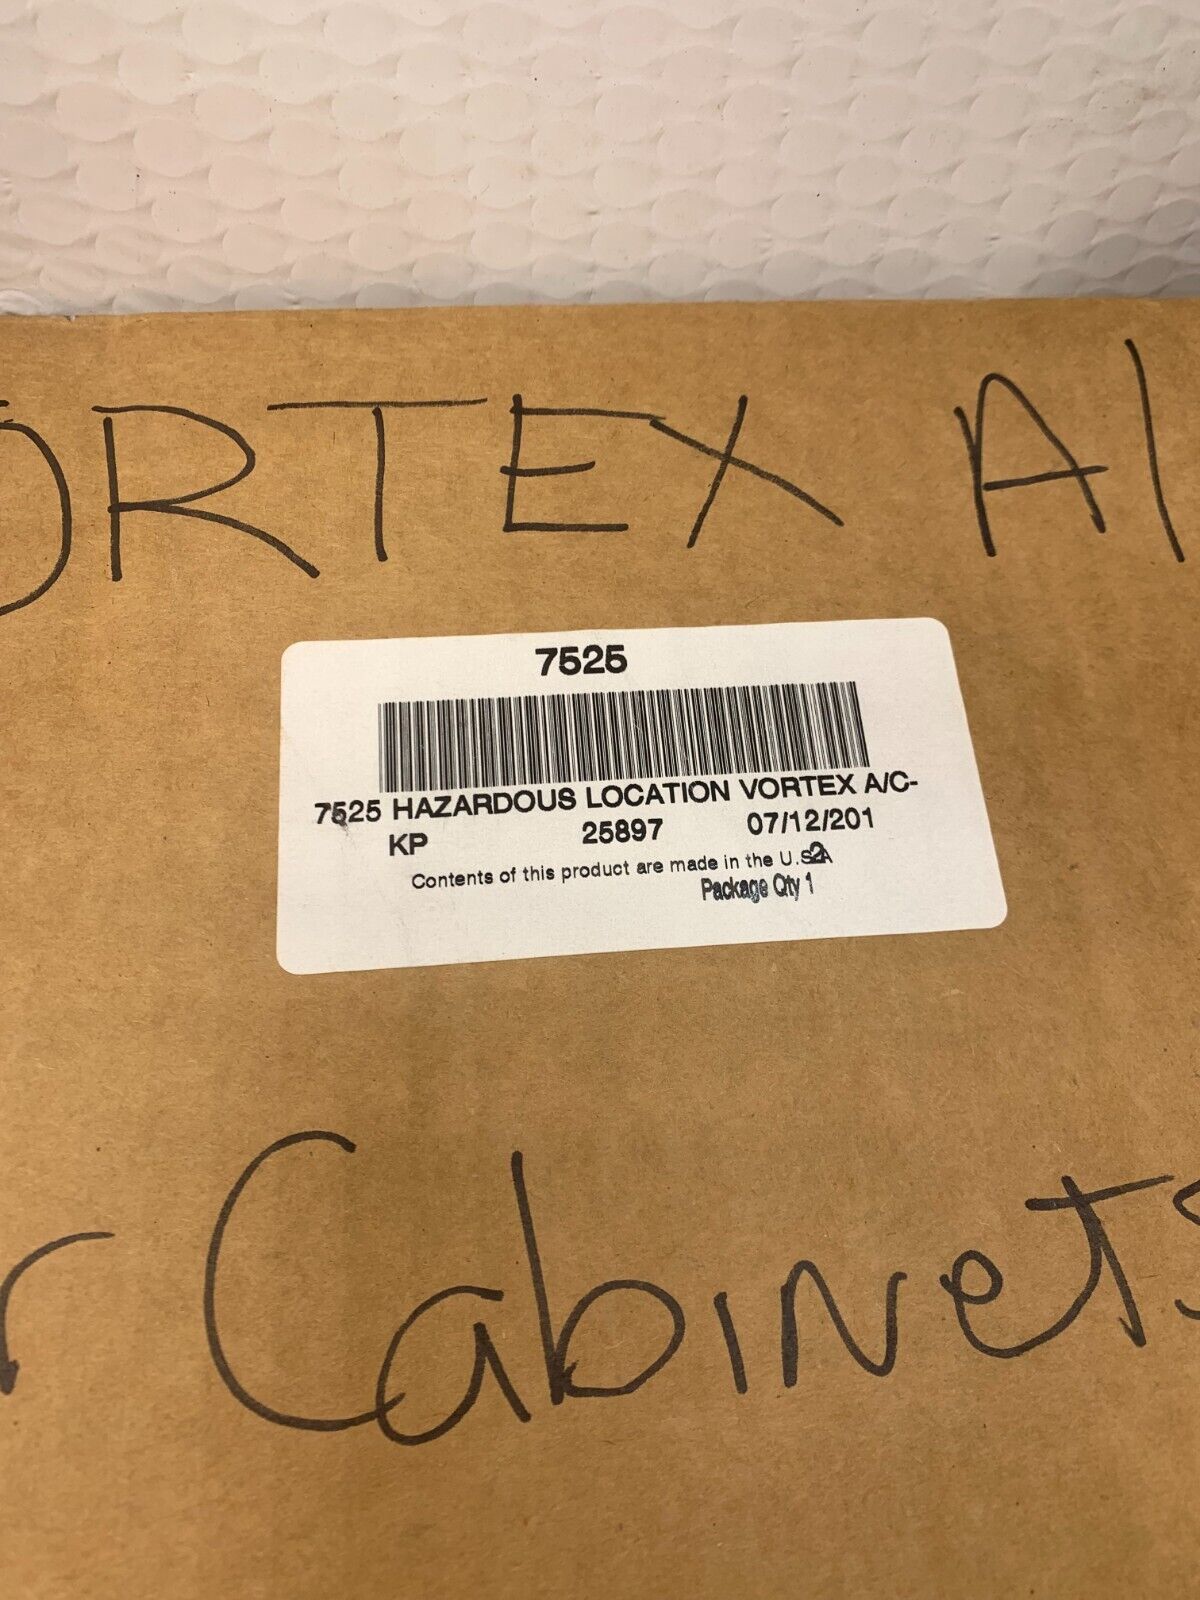 ORTEX AI
7525
7525 HAZARDOUS LOCATION VORTEX A/C-
KP 25897 07/12/201
2
Contents of this product are made in the U.S.A
Package Qty 1
r Cabinets